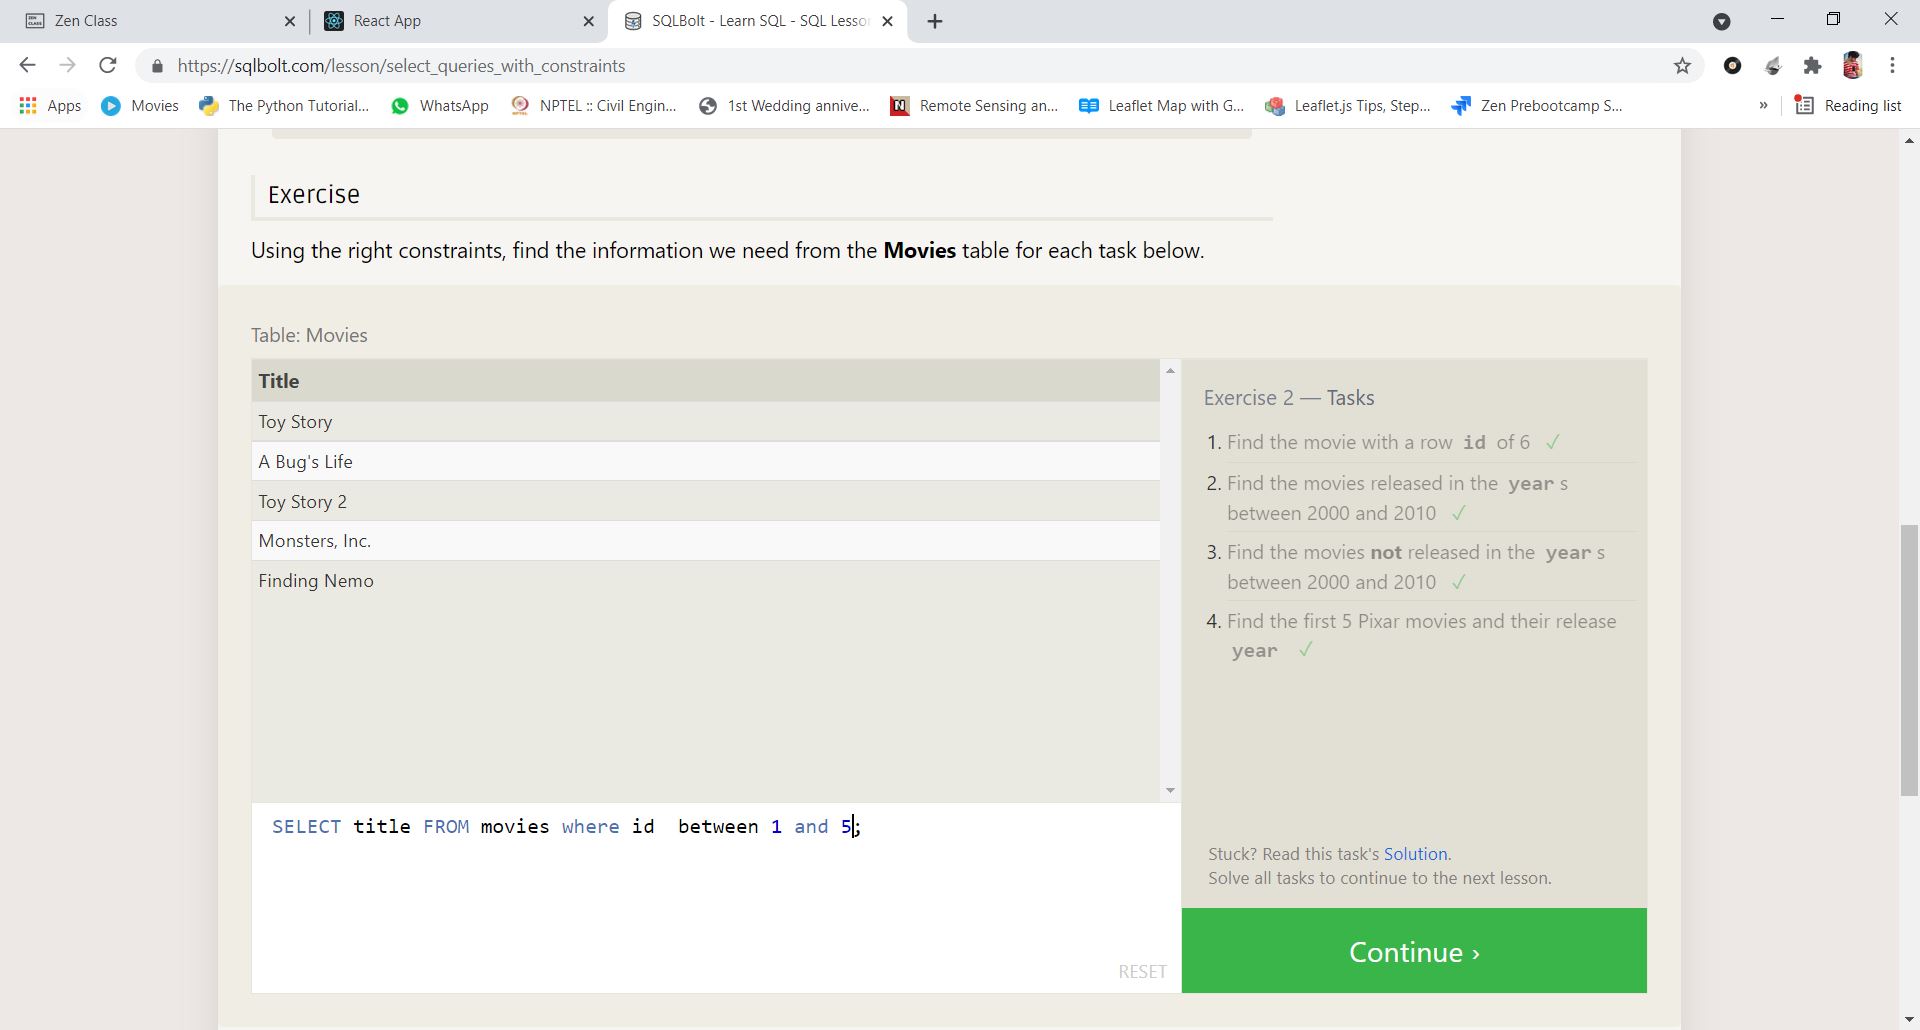 Zen Class
React App
SQLBolt - Learn SQL - SQL Lesso
https://sqlbolt.com/lesson/select_queries_with_constraints
Apps
Movies
The Python Tutorial...
WhatsApp
NPTEL :: Civil Engin...
1st Wedding annive...
Remote Sensing an...
Leaflet Map with G...
Leaflet.js Tips, Step...
Zen Prebootcamp S...
»
Reading list
Exercise
Using the right constraints, find the information we need from the Movies table for each task below.
Table: Movies
Title
Toy Story
A Bug's Life
Toy Story 2
Monsters, Inc.
Finding Nemo
SELECT title FROM movies where id  between 1 and 5;
RESET
Exercise 2 — Tasks
1. Find the movie with a row id of 6 ✓
2. Find the movies released in the year s
between 2000 and 2010 ✓
3. Find the movies not released in the year s
between 2000 and 2010 ✓
4. Find the first 5 Pixar movies and their release
year ✓
Stuck? Read this task's Solution.
Solve all tasks to continue to the next lesson.
Continue ›